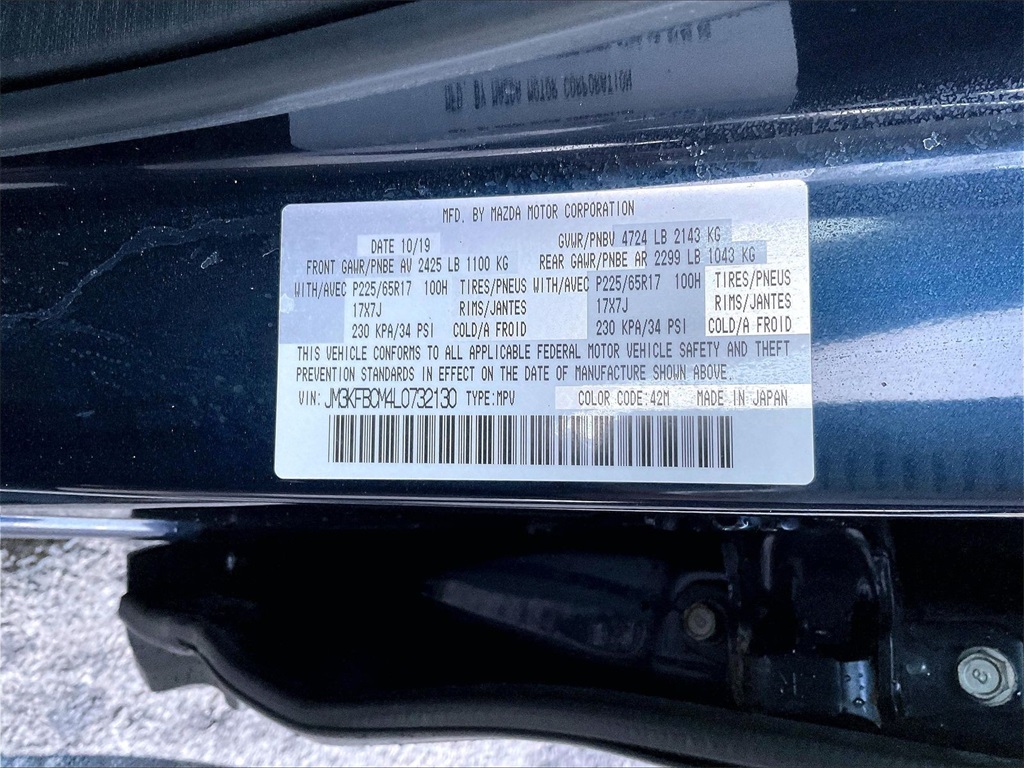 MFD. BY MAZDA MOTOR CORPORATION
DATE 10/19 GVWR/PNBV 4724 LB 2143 KG
FRONT GAWR/PNBE AV 2425 LB 1100 KG REAR GAWR/PNBE AR 2299 LB 1043 KG
WITH/AVEC P225/65R17 100H TIRES/PNEUS WITH/AVEC P225/65R17 100H TIRES/PNEUS
17X7J RIMS/JANTES 17X7J RIMS/JANTES
230 KPA/34 PSI COLD/A FROID 230 KPA/34 PSI COLD/A FROID
THIS VEHICLE CONFORMS TO ALL APPLICABLE FEDERAL MOTOR VEHICLE SAFETY AND THEFT
PREVENTION STANDARDS IN EFFECT ON THE DATE OF MANUFACTURE SHOWN ABOVE.
VIN: JM3KFBCM4L0732130 TYPE:MPV COLOR CODE:42M MADE IN JAPAN
8